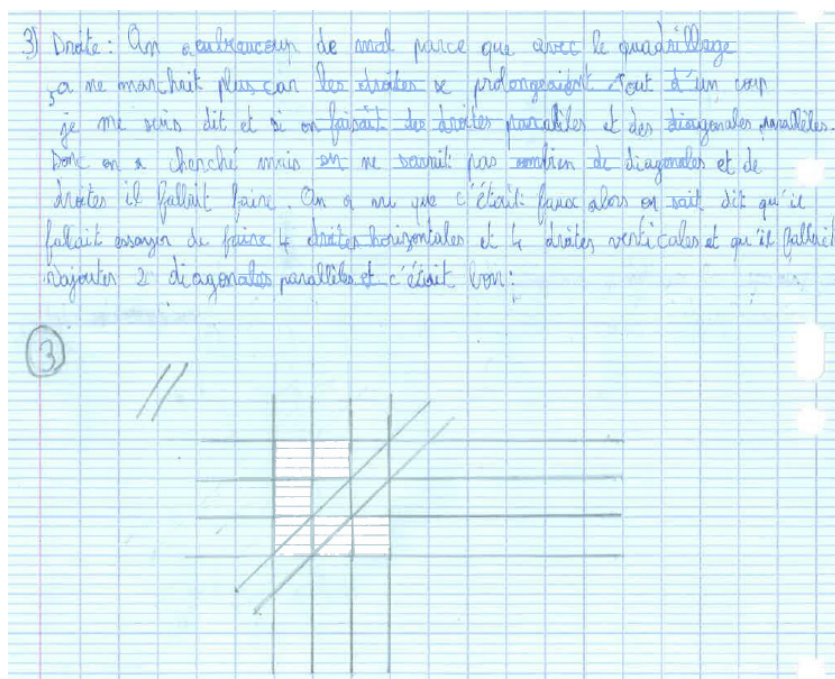 3) Droite : On a eu beaucoup de mal parce que avec le quadrillage
ça ne marchait plus car les droites se prolongeaient. Tout d'un coup
je me suis dit et si on faisait des droites parallèles et des diagonales parallèles.
Donc on a cherché mais on ne savait pas combien de diagonales et de
droites il fallait faire. On a vu que c'était faux alors on sait dit qu'il
fallait essayer de faire 4 droites horizontales et 4 droites verticales et qu'il fallait
rajouter 2 diagonales parallèles et c'était bon :
3